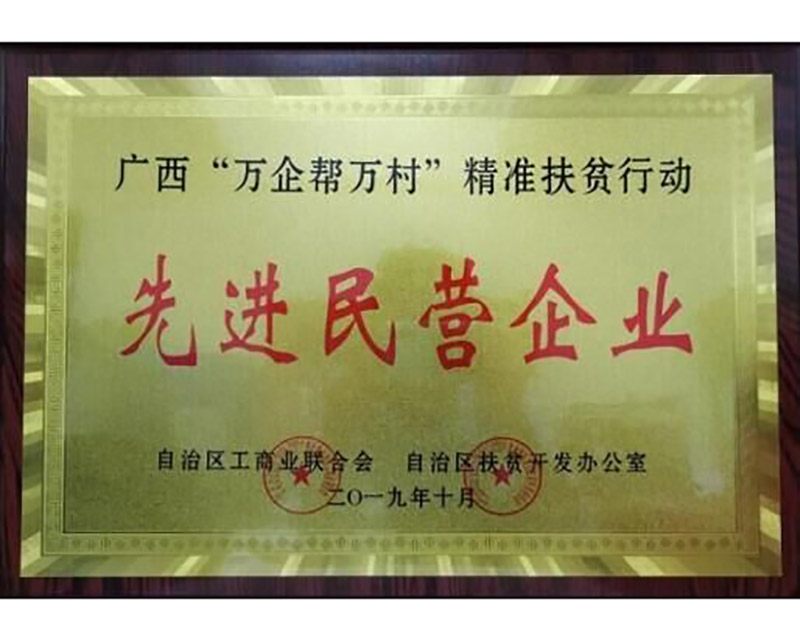 广西“万企帮万村”精准扶贫行动
先进民营企业
自治区工商业联合会 自治区扶贫开发办公室
二〇一九年十月